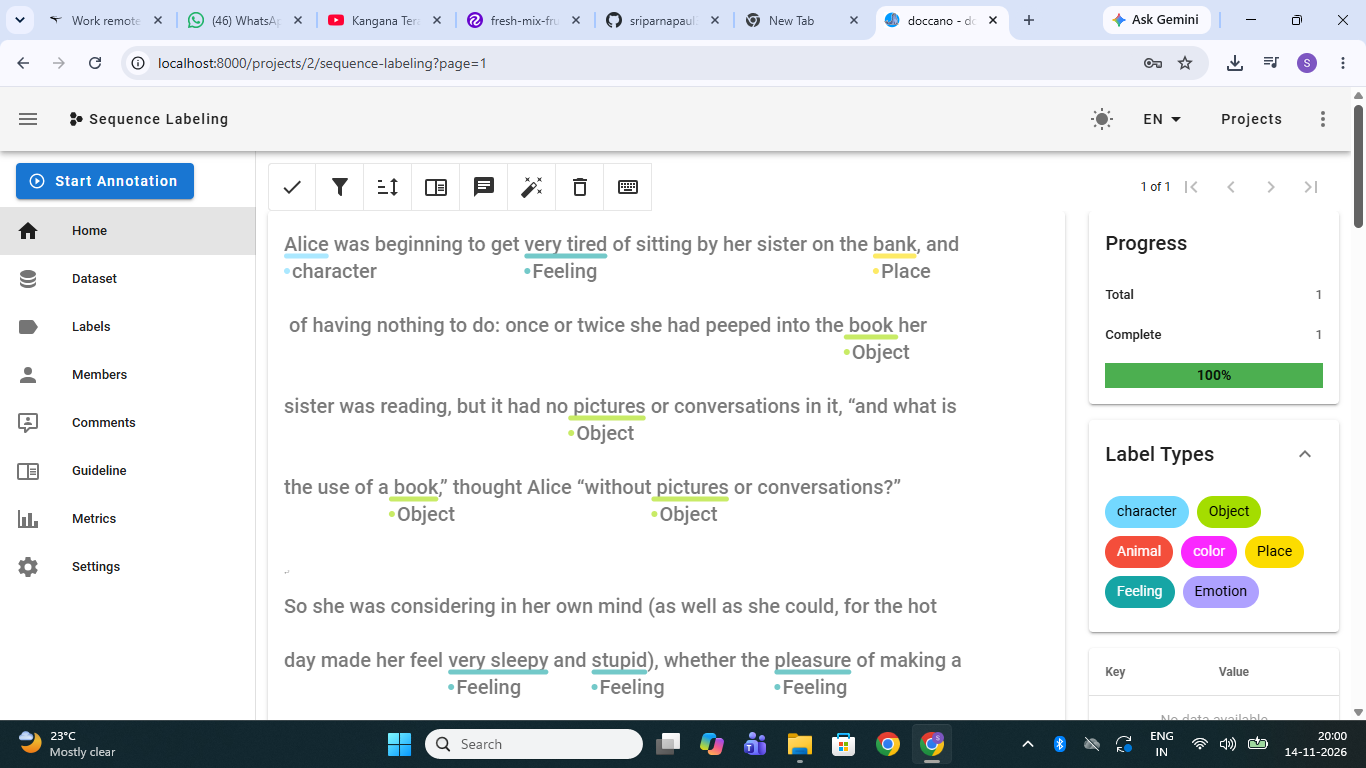 Work remote
(46) WhatsAp
Kangana Tera
fresh-mix-fru
sriparnapaul
New Tab
doccano - do
Ask Gemini
localhost:8000/projects/2/sequence-labeling?page=1
S
Sequence Labeling
EN
Projects
Start Annotation
Home
Dataset
Labels
Members
Comments
Guideline
Metrics
Settings
1 of 1
Alice was beginning to get very tired of sitting by her sister on the bank, and
character Feeling Place
of having nothing to do: once or twice she had peeped into the book her
Object
sister was reading, but it had no pictures or conversations in it, “and what is
Object
the use of a book,” thought Alice “without pictures or conversations?”
Object Object
So she was considering in her own mind (as well as she could, for the hot
day made her feel very sleepy and stupid), whether the pleasure of making a
Feeling Feeling Feeling
Progress
Total 1
Complete 1
100%
Label Types
character Object
Animal color Place
Feeling Emotion
Key Value
No data available
23°C
Mostly clear
Search
ENG
IN
20:00
14-11-2026